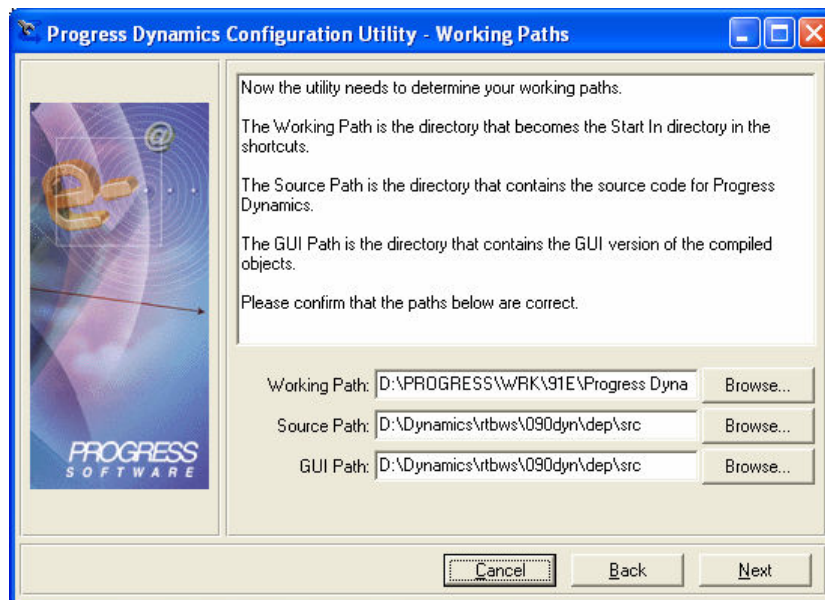 Progress Dynamics Configuration Utility - Working Paths
Now the utility needs to determine your working paths.
The Working Path is the directory that becomes the Start In directory in the
shortcuts.
The Source Path is the directory that contains the source code for Progress
Dynamics.
The GUI Path is the directory that contains the GUI version of the compiled
objects.
Please confirm that the paths below are correct.
@
e-
PROGRESS
SOFTWARE
Working Path: D:\PROGRESS\WRK\91E\Progress Dyna Browse...
Source Path: D:\Dynamics\rtbws\090dyn\dep\src Browse...
GUI Path: D:\Dynamics\rtbws\090dyn\dep\src Browse...
Cancel Back Next